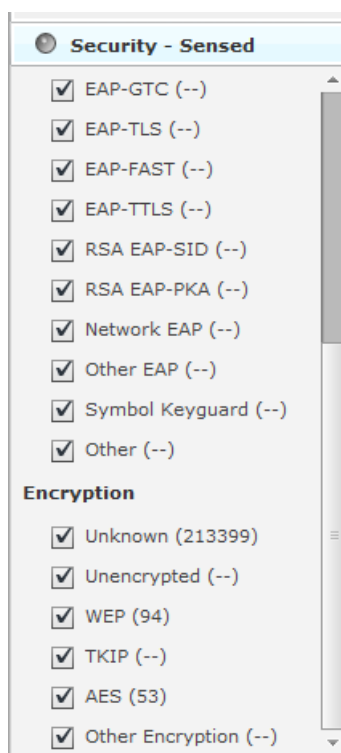 Security - Sensed
EAP-GTC (--)
EAP-TLS (--)
EAP-FAST (--)
EAP-TTLS (--)
RSA EAP-SID (--)
RSA EAP-PKA (--)
Network EAP (--)
Other EAP (--)
Symbol Keyguard (--)
Other (--)
Encryption
Unknown (213399)
Unencrypted (--)
WEP (94)
TKIP (--)
AES (53)
Other Encryption (--)